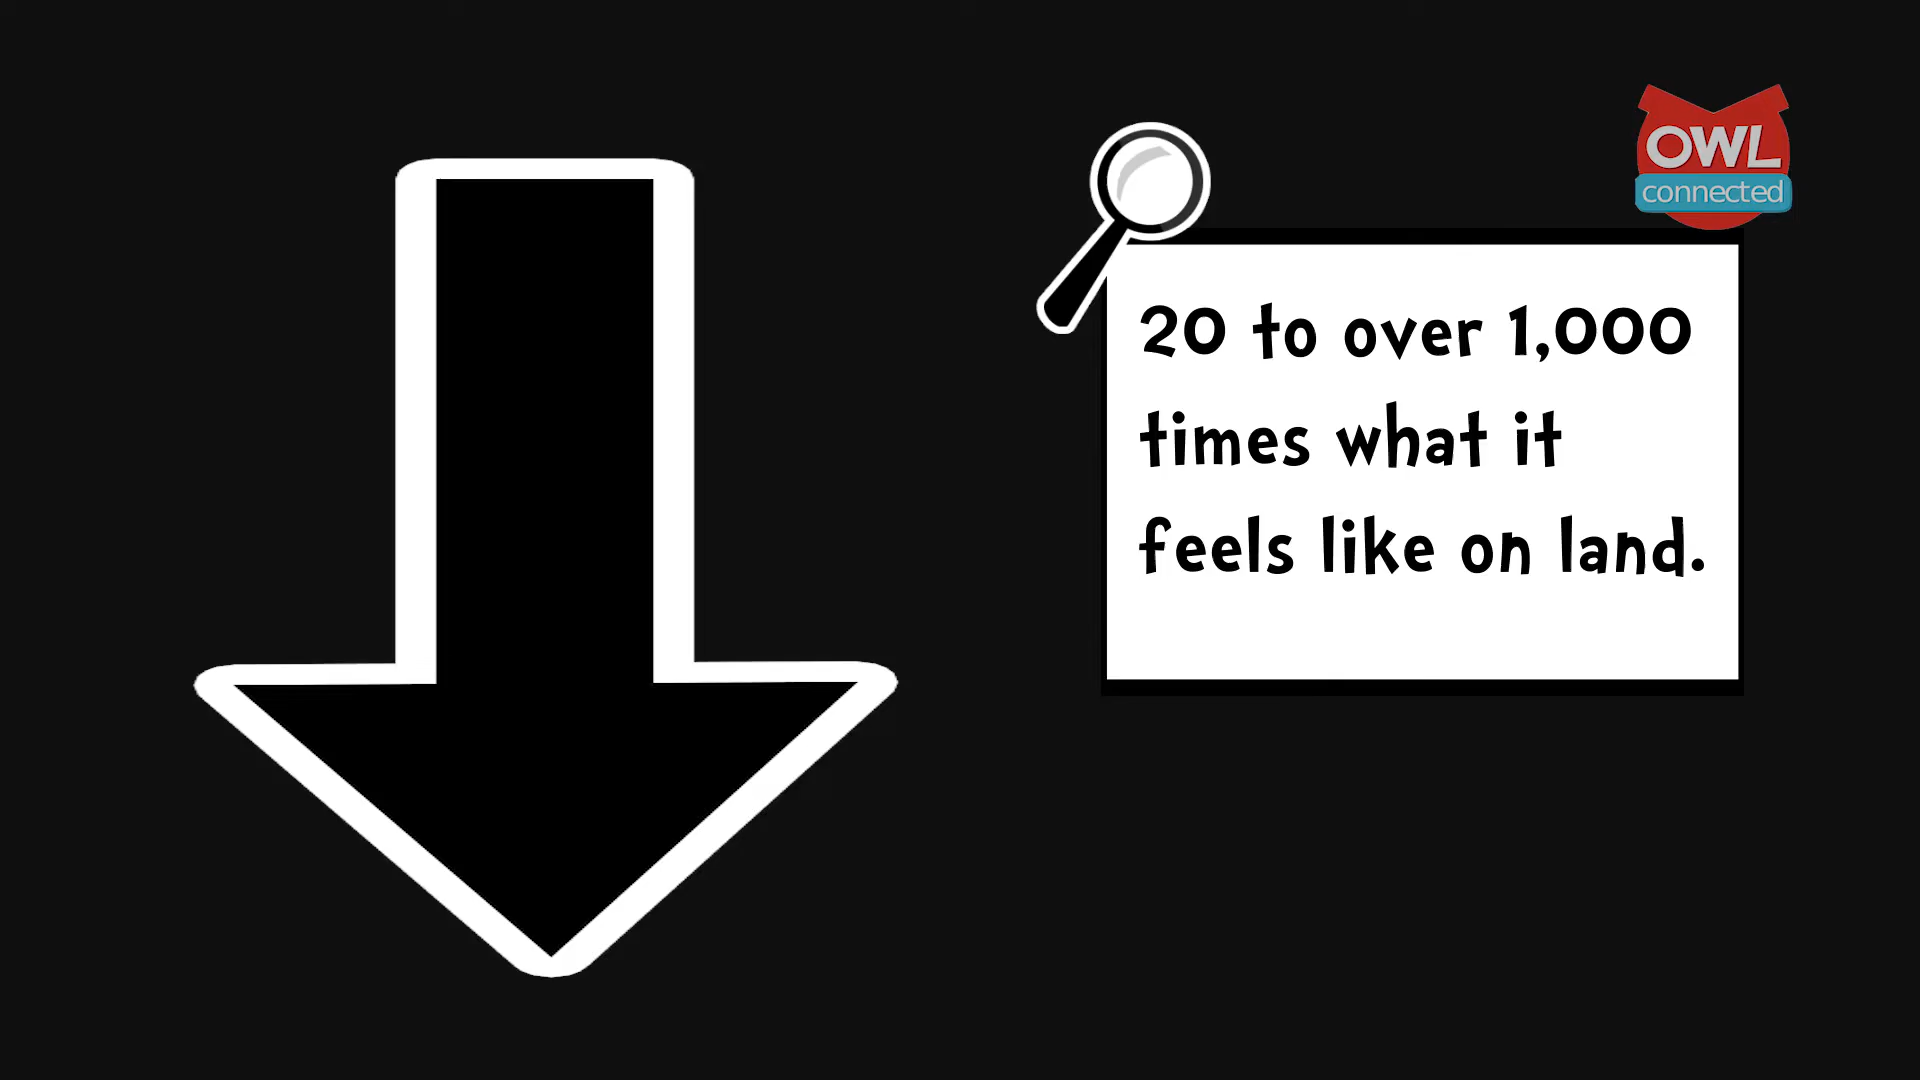 OWL
connected
20 to over 1,000
times what it
feels like on land.